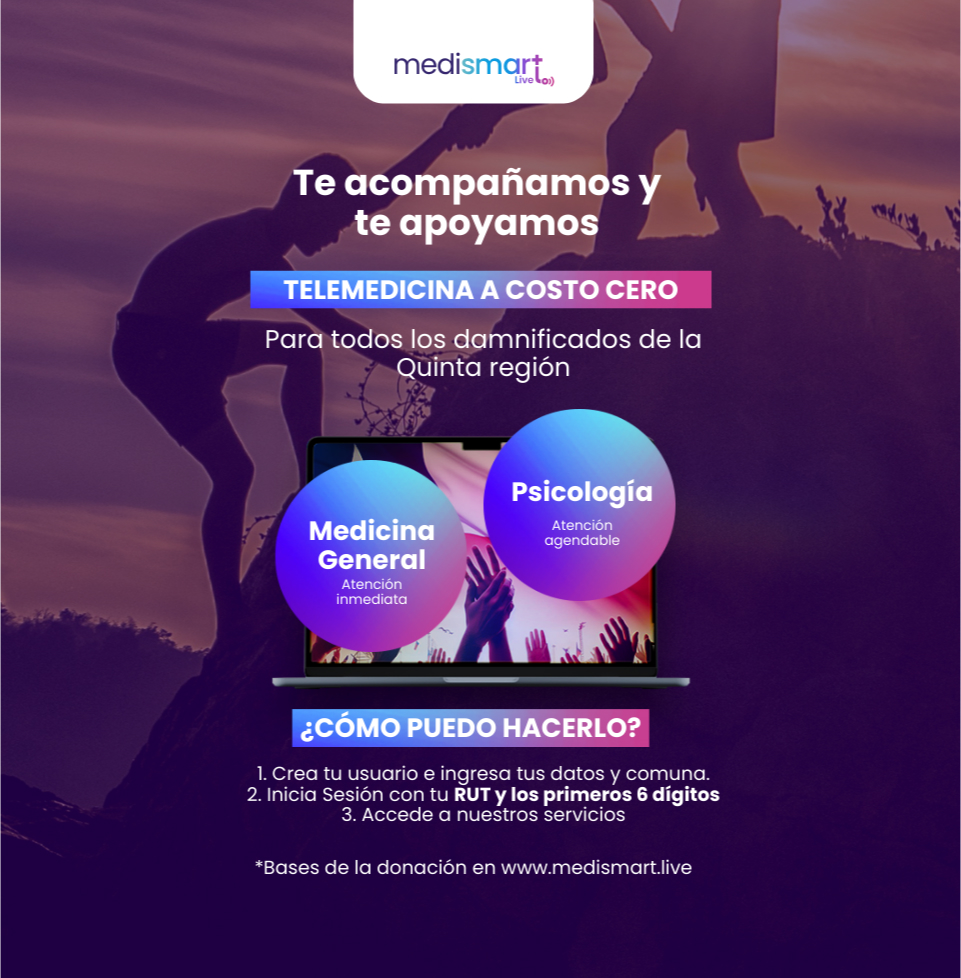 medismart
Live
Te acompañamos y
te apoyamos
TELEMEDICINA A COSTO CERO
Para todos los damnificados de la
Quinta región
Psicología
Atención
agendable
Medicina
General
Atención
inmediata
¿CÓMO PUEDO HACERLO?
1. Crea tu usuario e ingresa tus datos y comuna.
2. Inicia Sesión con tu RUT y los primeros 6 dígitos
3. Accede a nuestros servicios
*Bases de la donación en www.medismart.live